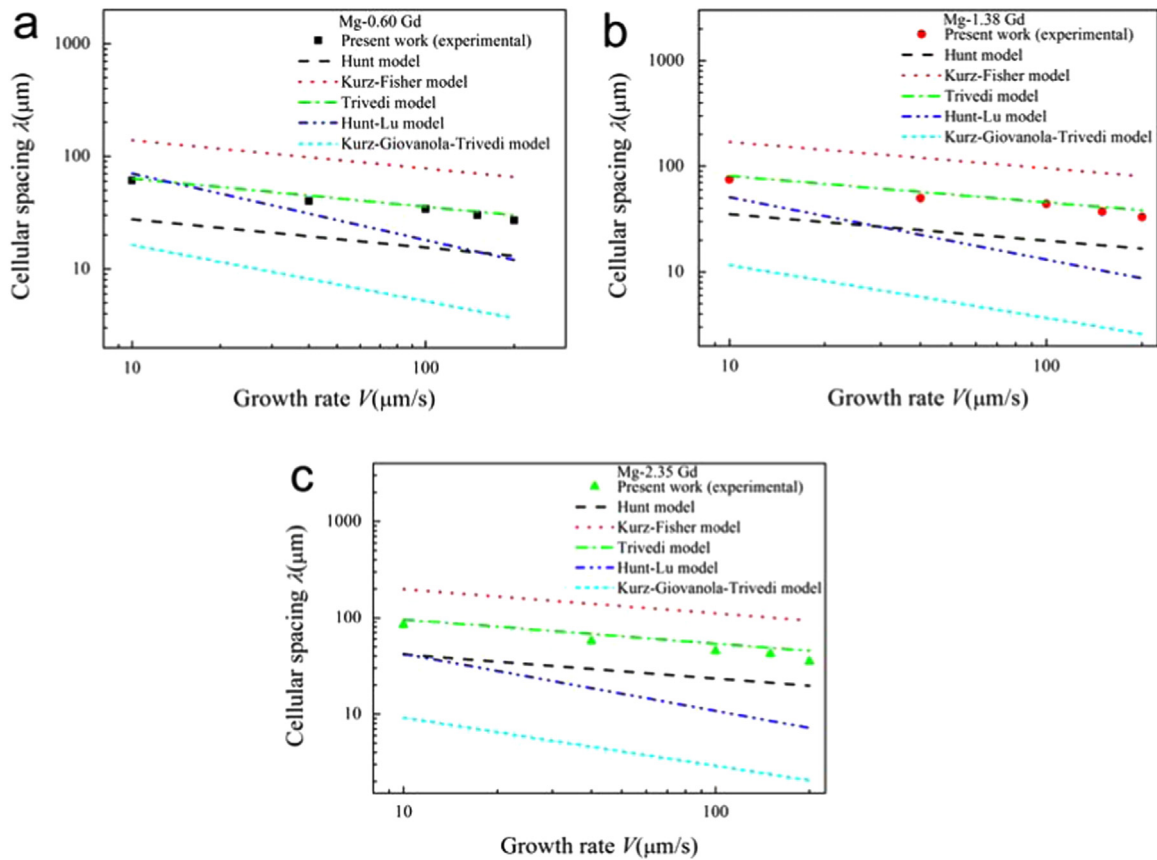 a
Mg-0.60 Gd
Present work (experimental)
Hunt model
Kurz-Fisher model
Trivedi model
Hunt-Lu model
Kurz-Giovanola-Trivedi model
1000
100
10
Cellular spacing λ(μm)
10
100
Growth rate V(μm/s)
b
Mg-1.38 Gd
Present work (experimental)
Hunt model
Kurz-Fisher model
Trivedi model
Hunt-Lu model
Kurz-Giovanola-Trivedi model
1000
100
10
Cellular spacing λ(μm)
10
100
Growth rate V(μm/s)
c
Mg-2.35 Gd
Present work (experimental)
Hunt model
Kurz-Fisher model
Trivedi model
Hunt-Lu model
Kurz-Giovanola-Trivedi model
1000
100
10
Cellular spacing λ(μm)
10
100
Growth rate V(μm/s)